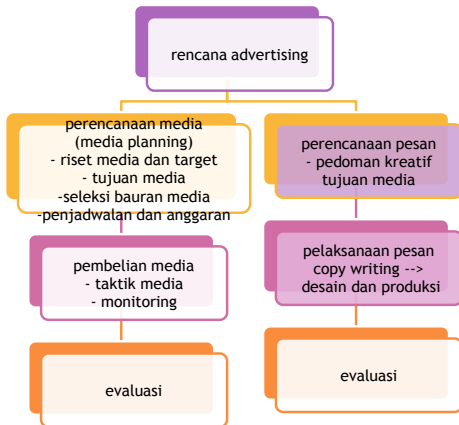 rencana advertising
perencanaan media
(media planning)
- riset media dan target
- tujuan media
-seleksi bauran media
-penjadwalan dan anggaran
pembelian media
- taktik media
- monitoring
evaluasi
perencanaan pesan
- pedoman kreatif
tujuan media
pelaksanaan pesan
copy writing -->
desain dan produksi
evaluasi